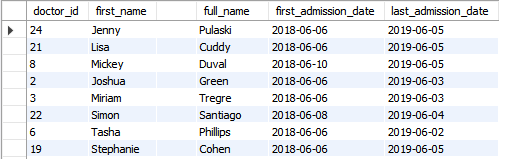 doctor_id first_name full_name first_admission_date last_admission_date
24 Jenny Pulaski 2018-06-06 2019-06-05
21 Lisa Cuddy 2018-06-06 2019-06-05
8 Mickey Duval 2018-06-10 2019-06-05
2 Joshua Green 2018-06-06 2019-06-03
3 Miriam Tregre 2018-06-06 2019-06-03
22 Simon Santiago 2018-06-08 2019-06-04
6 Tasha Phillips 2018-06-06 2019-06-02
19 Stephanie Cohen 2018-06-06 2019-06-05